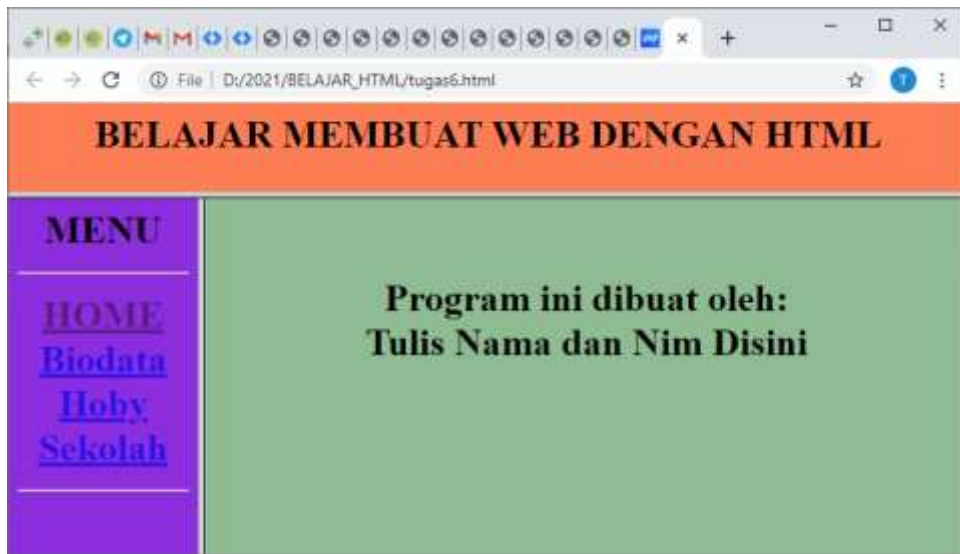 File | D:/2021/BELAJAR_HTML/tugas6.html
T
BELAJAR MEMBUAT WEB DENGAN HTML
MENU
HOME
Biodata
Hoby
Sekolah
Program ini dibuat oleh:
Tulis Nama dan Nim Disini